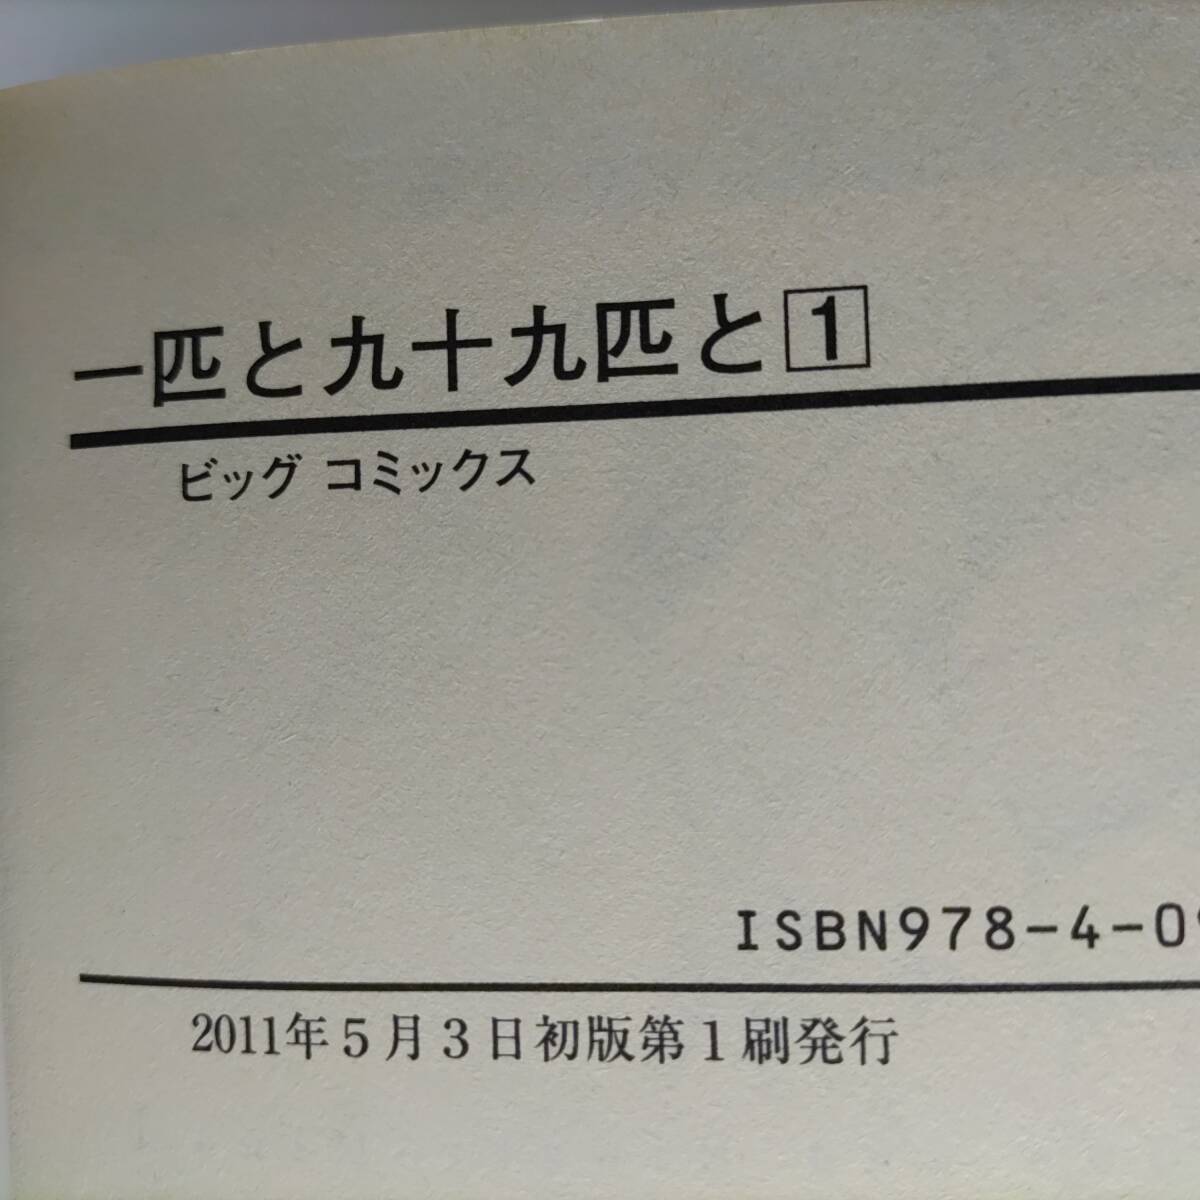 一匹と九十九匹と 1
ビッグ コミックス
ISBN978-4-09
2011年5月3日初版第1刷発行